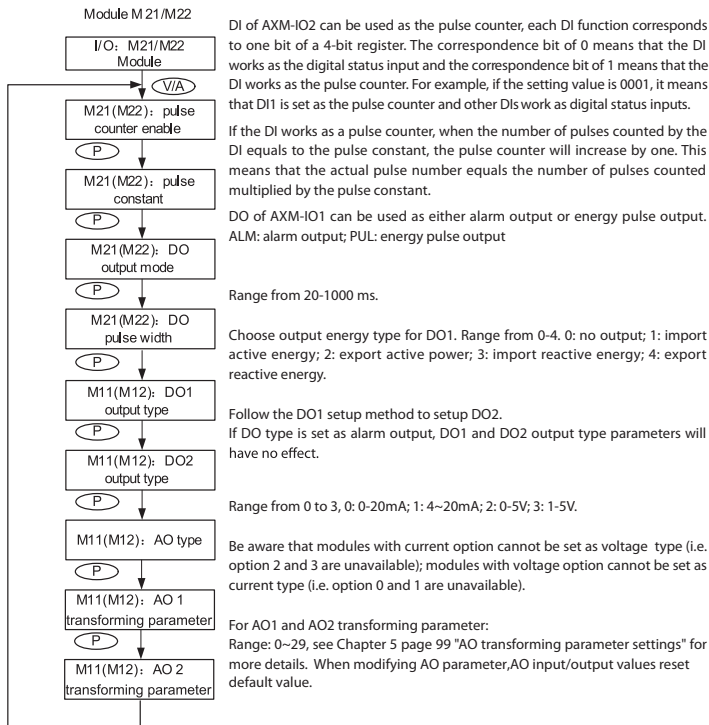 Module M21/M22
I/O: M21/M22
Module
V/A
M21(M22): pulse
counter enable
P
M21(M22): pulse
constant
P
M21(M22): DO
output mode
P
M21(M22): DO
pulse width
P
M11(M12): DO1
output type
P
M11(M12): DO2
output type
P
M11(M12): AO type
P
M11(M12): AO 1
transforming parameter
P
M11(M12): AO 2
transforming parameter
DI of AXM-IO2 can be used as the pulse counter, each DI function corresponds
to one bit of a 4-bit register. The correspondence bit of 0 means that the DI
works as the digital status input and the correspondence bit of 1 means that the
DI works as the pulse counter. For example, if the setting value is 0001, it means
that DI1 is set as the pulse counter and other DIs work as digital status inputs.
If the DI works as a pulse counter, when the number of pulses counted by the
DI equals to the pulse constant, the pulse counter will increase by one. This
means that the actual pulse number equals the number of pulses counted
multiplied by the pulse constant.
DO of AXM-IO1 can be used as either alarm output or energy pulse output.
ALM: alarm output; PUL: energy pulse output
Range from 20-1000 ms.
Choose output energy type for DO1. Range from 0-4. 0: no output; 1: import
active energy; 2: export active power; 3: import reactive energy; 4: export
reactive energy.
Follow the DO1 setup method to setup DO2.
If DO type is set as alarm output, DO1 and DO2 output type parameters will
have no effect.
Range from 0 to 3, 0: 0-20mA; 1: 4~20mA; 2: 0-5V; 3: 1-5V.
Be aware that modules with current option cannot be set as voltage type (i.e.
option 2 and 3 are unavailable); modules with voltage option cannot be set as
current type (i.e. option 0 and 1 are unavailable).
For AO1 and AO2 transforming parameter:
Range: 0~29, see Chapter 5 page 99 "AO transforming parameter settings" for
more details. When modifying AO parameter,AO input/output values reset
default value.